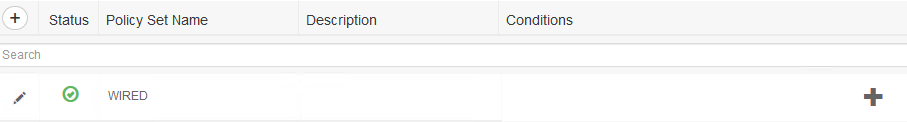 Status Policy Set Name Description Conditions
Search
WIRED